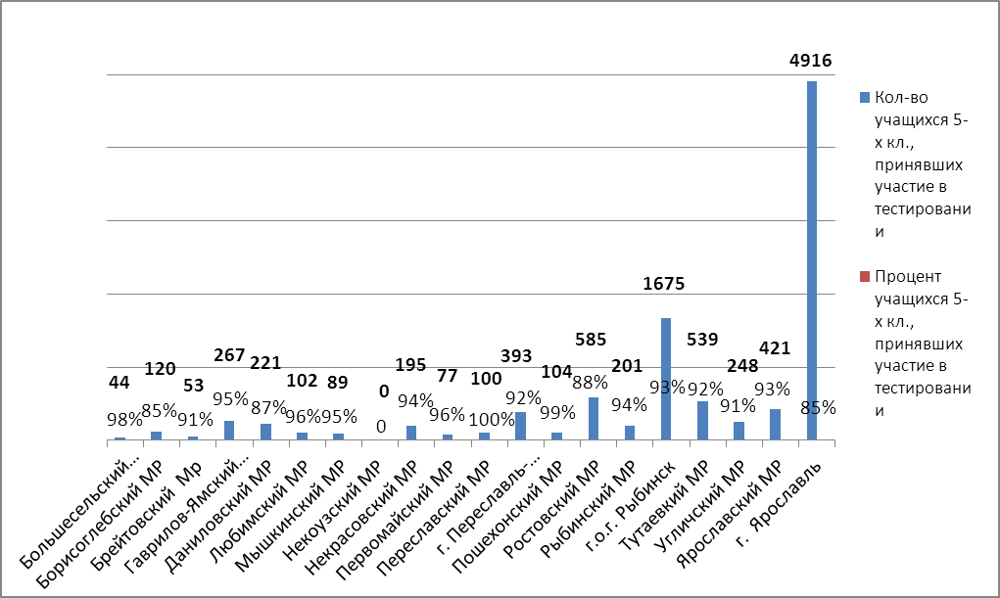 4916
1675
585
539
421
393
267
248
221
195
201
120
102
104
100
89
77
53
44
0
98%
85%
91%
95%
87%
96%
95%
0
94%
96%
100%
92%
99%
88%
94%
93%
92%
91%
93%
85%
Большесельский…
Борисоглебский МР
Брейтовский Мр
Гаврилов-Ямский…
Даниловский МР
Любимский МР
Мышкинский МР
Некоузский МР
Некрасовский МР
Первомайский МР
Переславский МР
г. Переславль-…
Пошехонский МР
Ростовский МР
Рыбинский МР
г.о.г. Рыбинск
Тутаевкий МР
Угличский МР
Ярославский МР
г. Ярославль
Кол-во
учащихся 5-
х кл.,
принявших
участие в
тестировани
и
Процент
учащихся 5-
х кл.,
принявших
участие в
тестировани
и